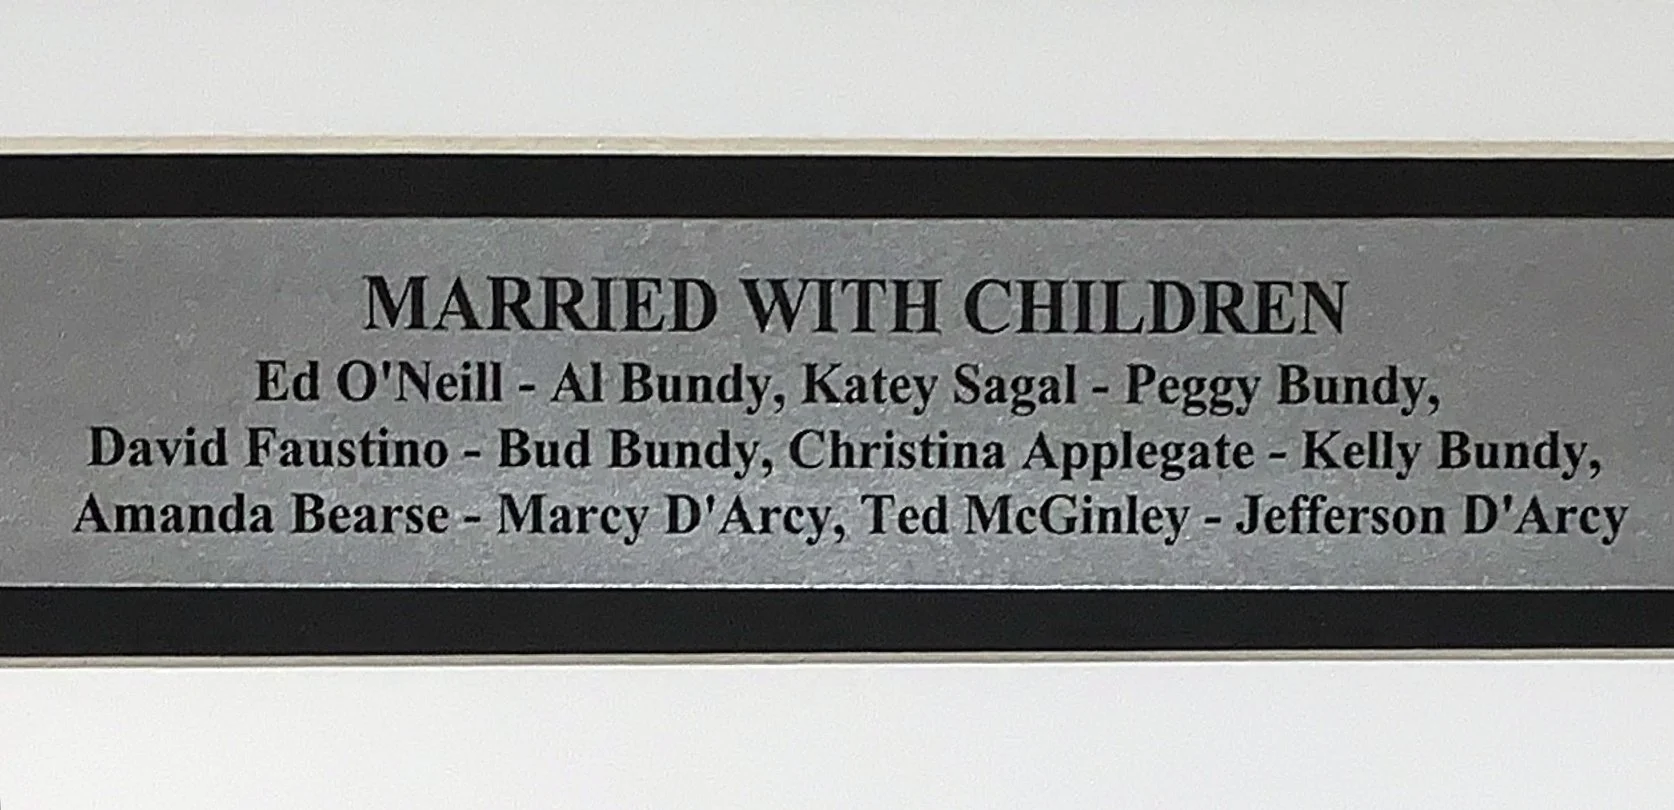 MARRIED WITH CHILDREN
Ed O'Neill - Al Bundy, Katey Sagal - Peggy Bundy,
David Faustino - Bud Bundy, Christina Applegate - Kelly Bundy,
Amanda Bearse - Marcy D'Arcy, Ted McGinley - Jefferson D'Arcy